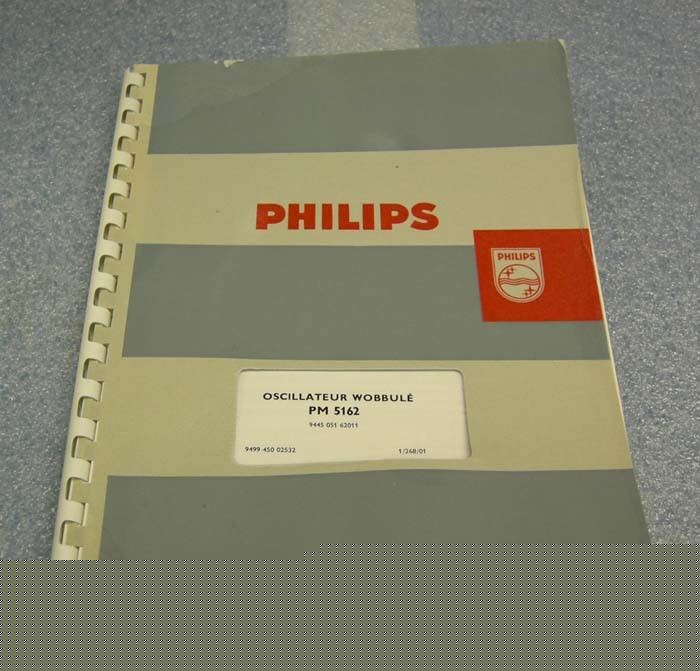 PHILIPS
PHILIPS
OSCILLATEUR WOBBULÉ
PM 5162
9445 051 62011
9499 450 02532 1/268/01